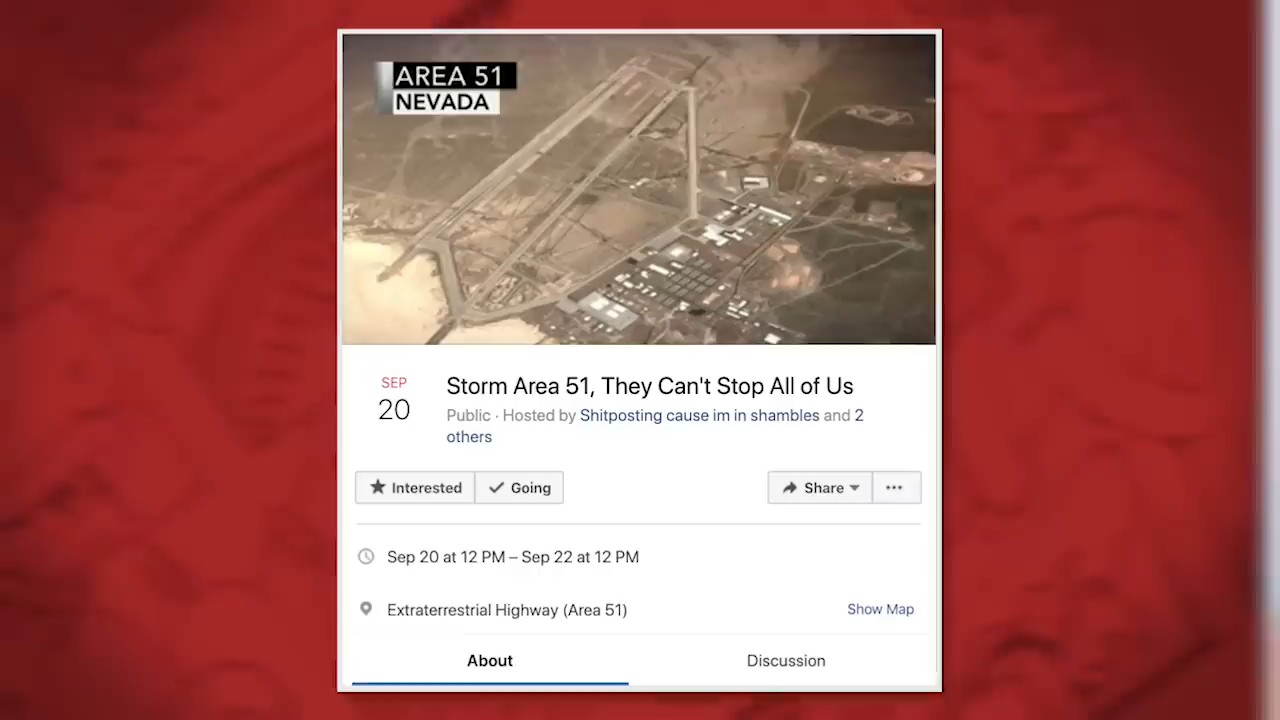 AREA 51
NEVADA
SEP
20
Storm Area 51, They Can't Stop All of Us
Public · Hosted by Shitposting cause im in shambles and 2
others
Interested
Going
Share
Sep 20 at 12 PM – Sep 22 at 12 PM
Extraterrestrial Highway (Area 51)
Show Map
About
Discussion